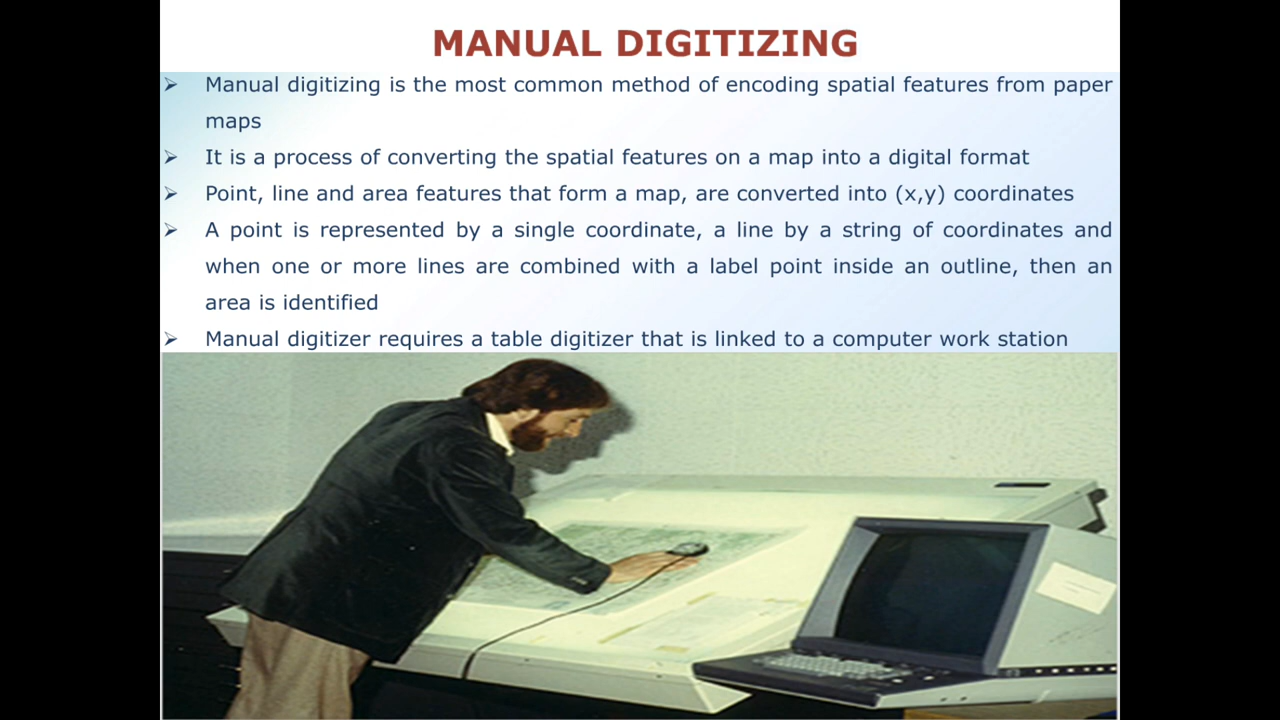 MANUAL DIGITIZING
➢ Manual digitizing is the most common method of encoding spatial features from paper
maps
➢ It is a process of converting the spatial features on a map into a digital format
➢ Point, line and area features that form a map, are converted into (x,y) coordinates
➢ A point is represented by a single coordinate, a line by a string of coordinates and
when one or more lines are combined with a label point inside an outline, then an
area is identified
➢ Manual digitizer requires a table digitizer that is linked to a computer work station